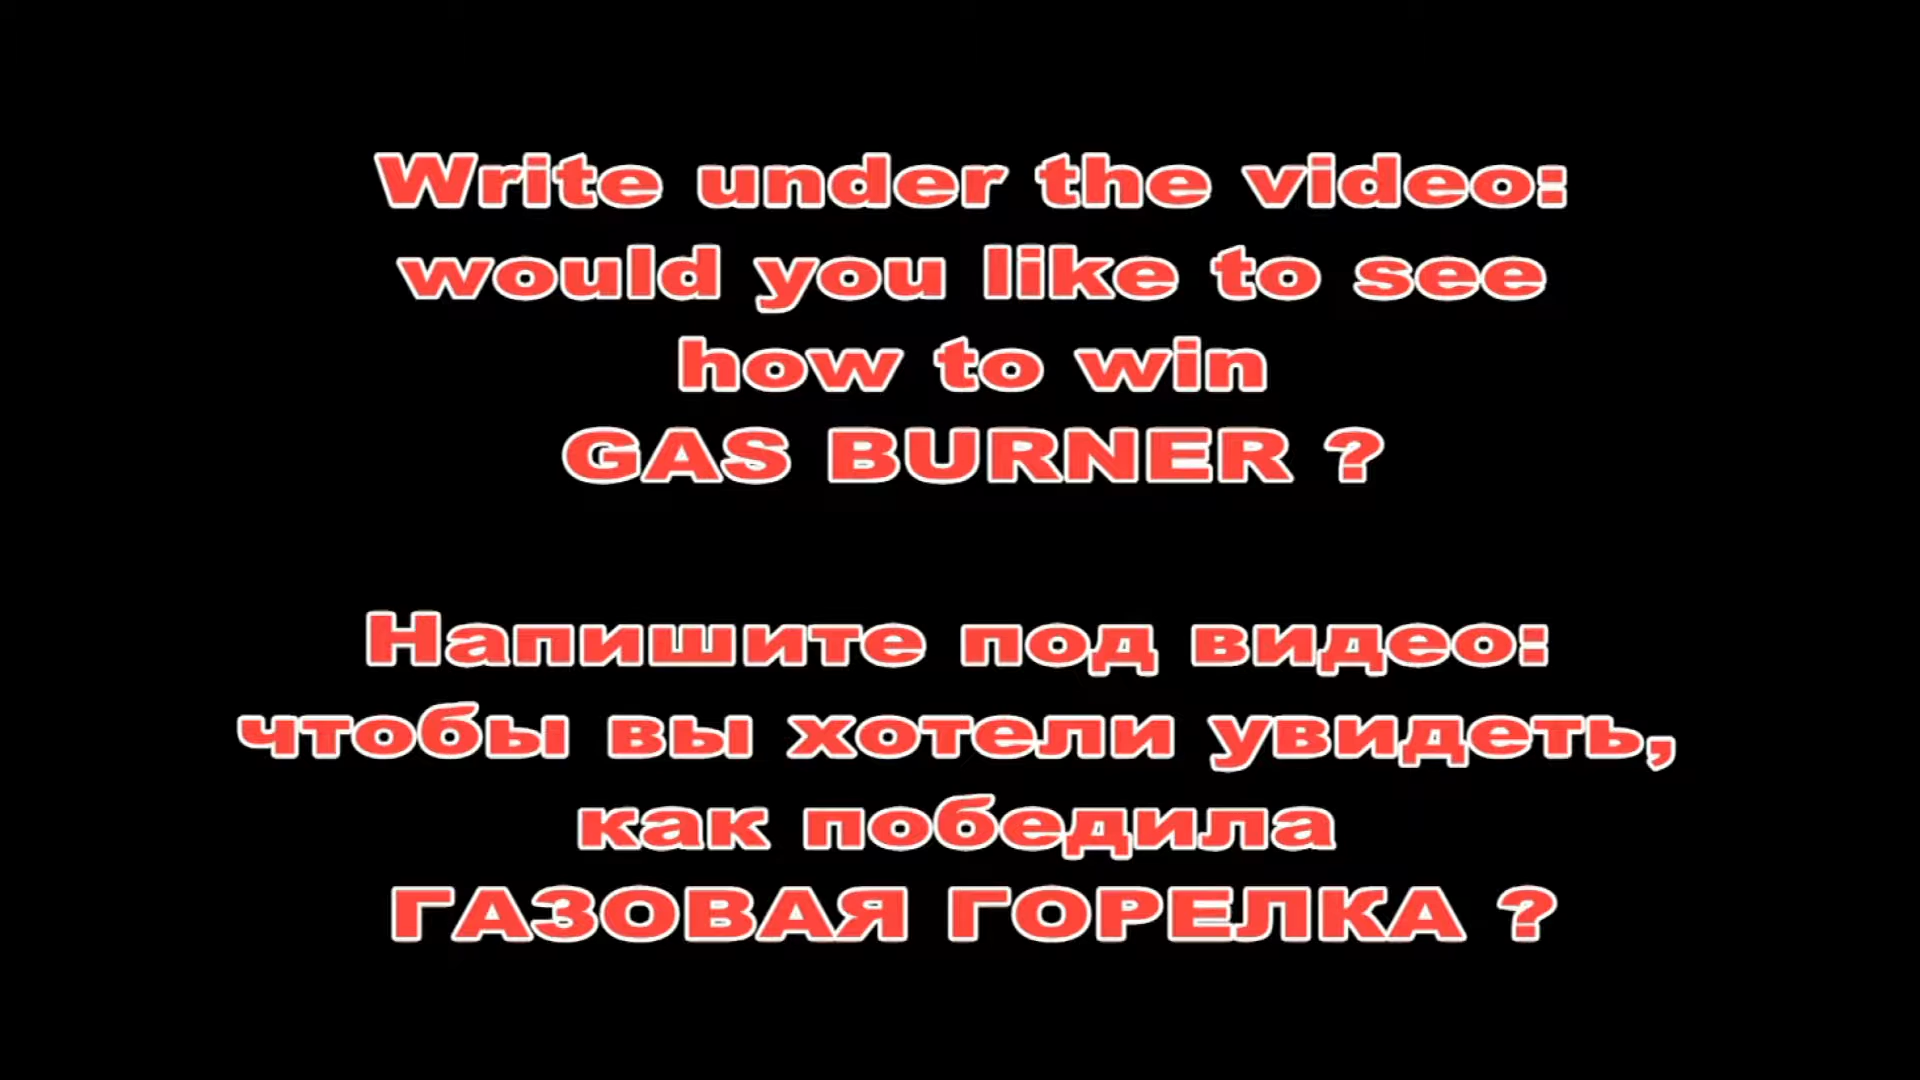 Write under the video:
would you like to see
how to win
GAS BURNER ?
Напишите под видео:
чтобы вы хотели увидеть,
как победила
ГАЗОВАЯ ГОРЕЛКА ?